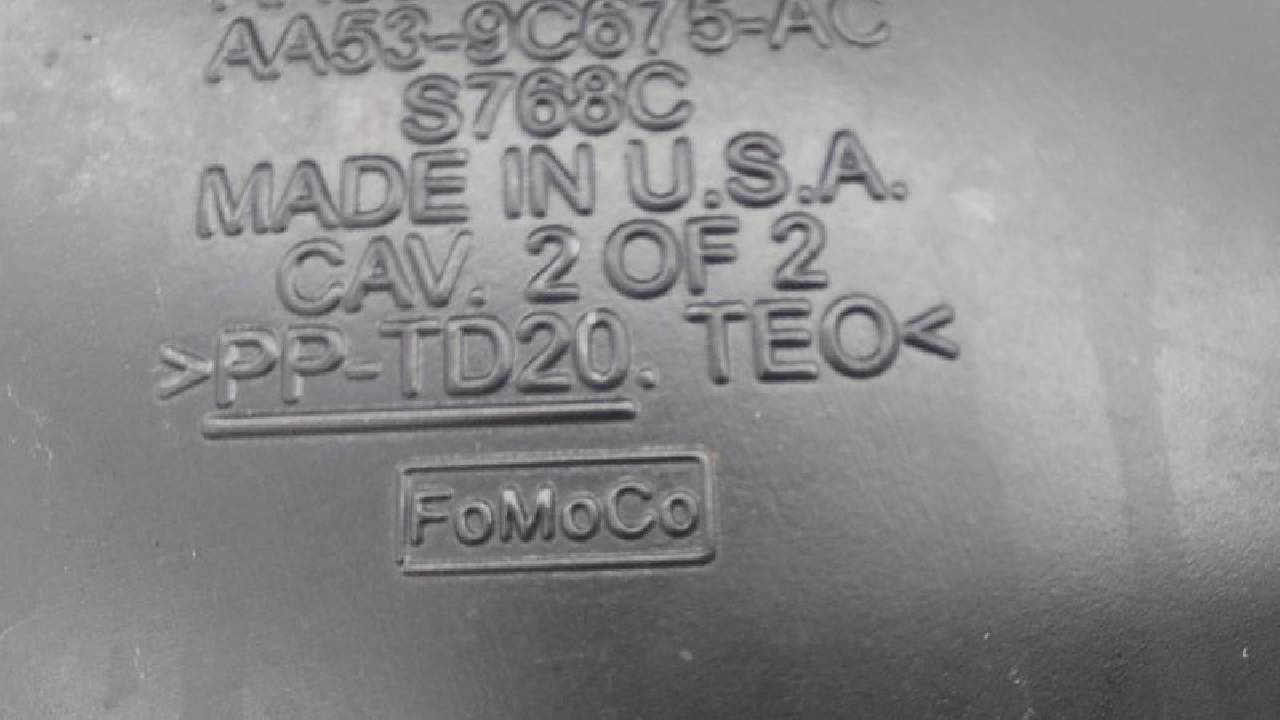 AA53-9C675-AC
S768C
MADE IN U.S.A.
CAV. 2 OF 2
>PP-TD20. TEO<
FoMoCo